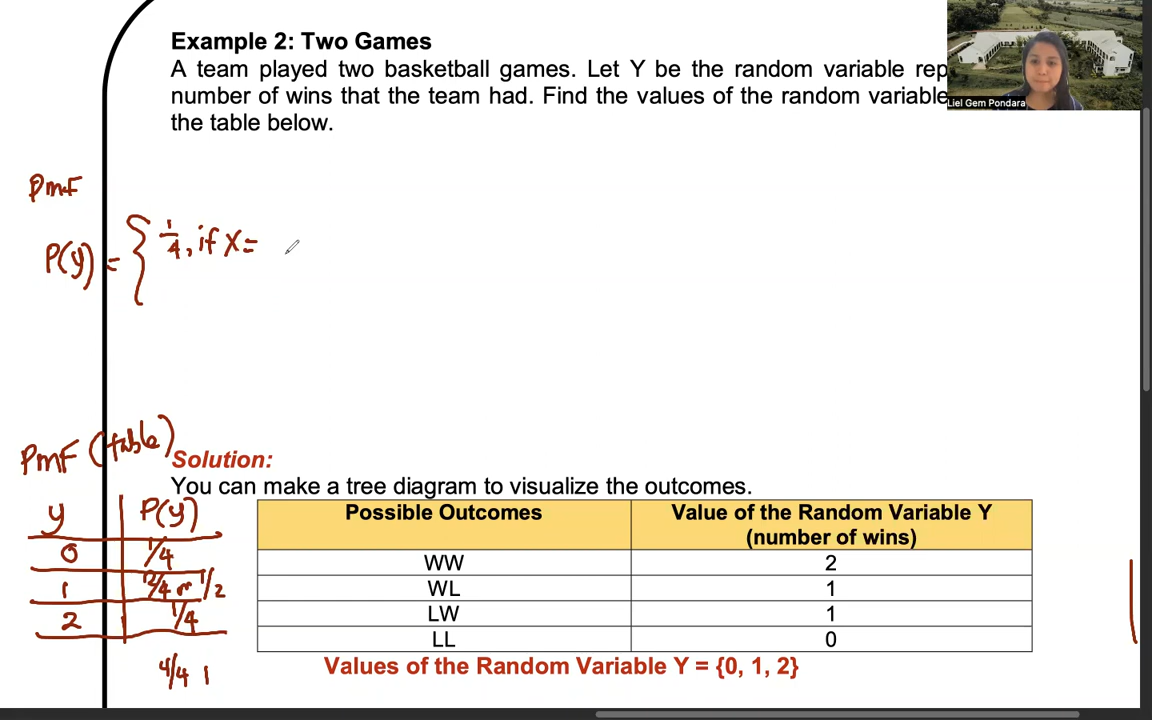 Example 2: Two Games
A team played two basketball games. Let Y be the random variable rep
number of wins that the team had. Find the values of the random variable
the table below.
Liel Gem Pondara
PmF
P(y) = { 1/4, if X=
PmF (table)
Solution:
You can make a tree diagram to visualize the outcomes.
y P(y)
0 1/4
1 2/4 or 1/2
2 1/4
4/4 1
Possible Outcomes Value of the Random Variable Y
(number of wins)
WW 2
WL 1
LW 1
LL 0
Values of the Random Variable Y = {0, 1, 2}